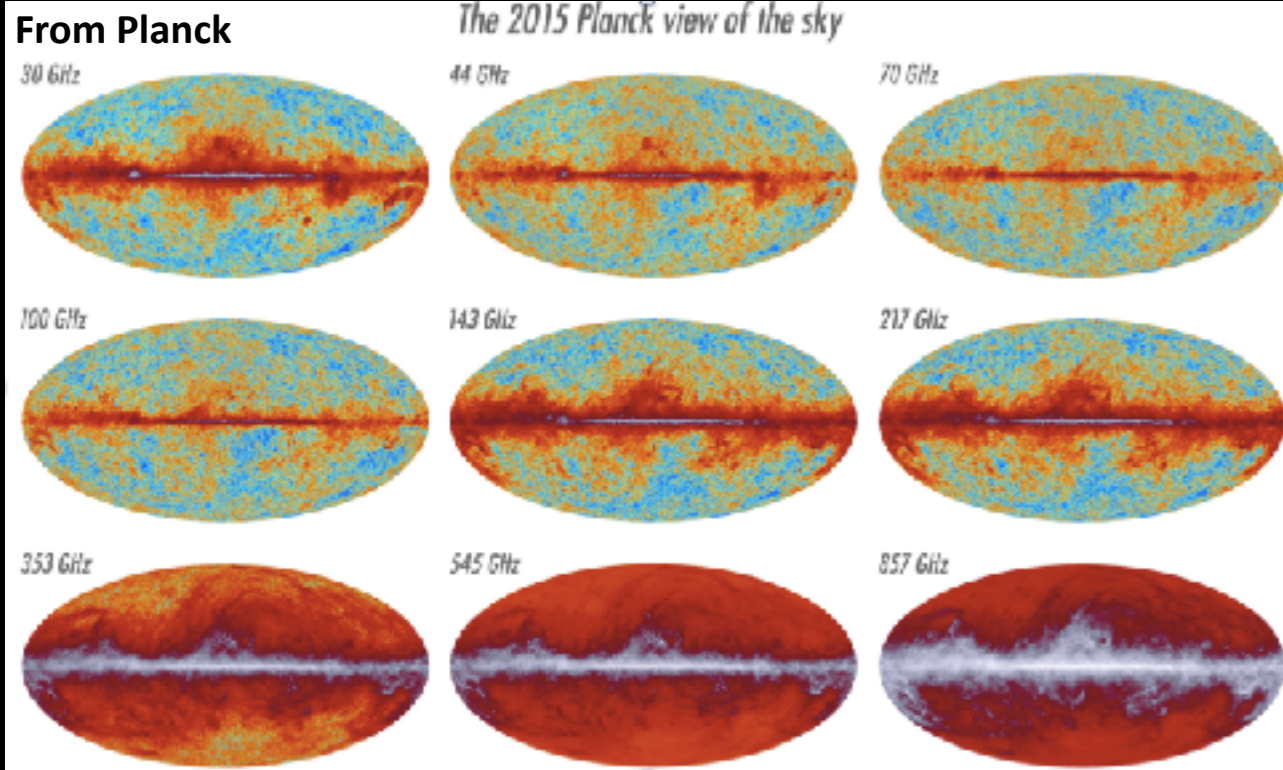 From Planck
The 2015 Planck view of the sky
30 GHz
44 GHz
70 GHz
100 GHz
143 GHz
217 GHz
353 GHz
545 GHz
857 GHz